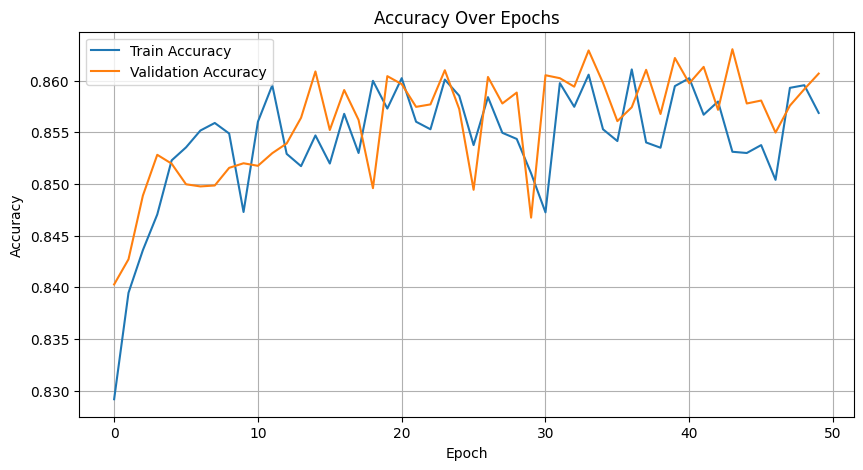 Accuracy Over Epochs
Train Accuracy
Validation Accuracy
0.860
0.855
0.850
0.845
0.840
0.835
0.830
Accuracy
0 10 20 30 40 50
Epoch